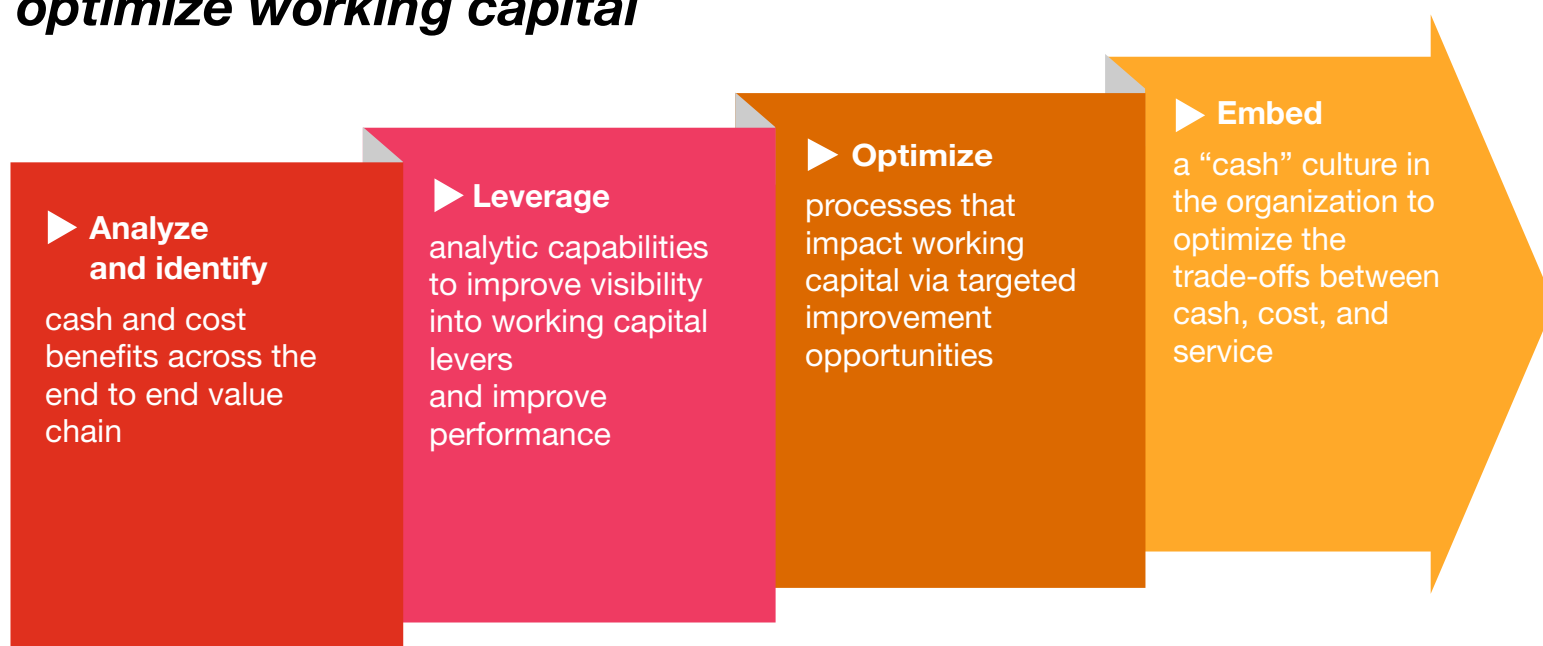 optimize working capital
Analyze
and identify
cash and cost
benefits across the
end to end value
chain
Leverage
analytic capabilities
to improve visibility
into working capital
levers
and improve
performance
Optimize
processes that
impact working
capital via targeted
improvement
opportunities
Embed
a “cash” culture in
the organization to
optimize the
trade-offs between
cash, cost, and
service